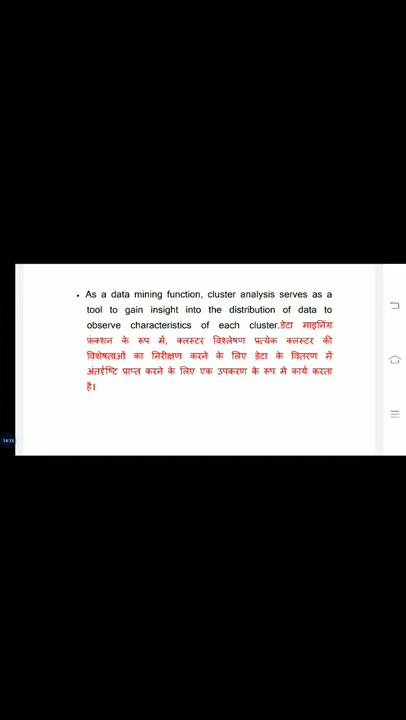 • As a data mining function, cluster analysis serves as a
tool to gain insight into the distribution of data to
observe characteristics of each cluster.डेटा माइनिंग
फ़ंक्शन के रूप में, क्लस्टर विश्लेषण प्रत्येक क्लस्टर की
विशेषताओं का निरीक्षण करने के लिए डेटा के वितरण में
अंतर्दृष्टि प्राप्त करने के लिए एक उपकरण के रूप में कार्य करता
है।
14:33